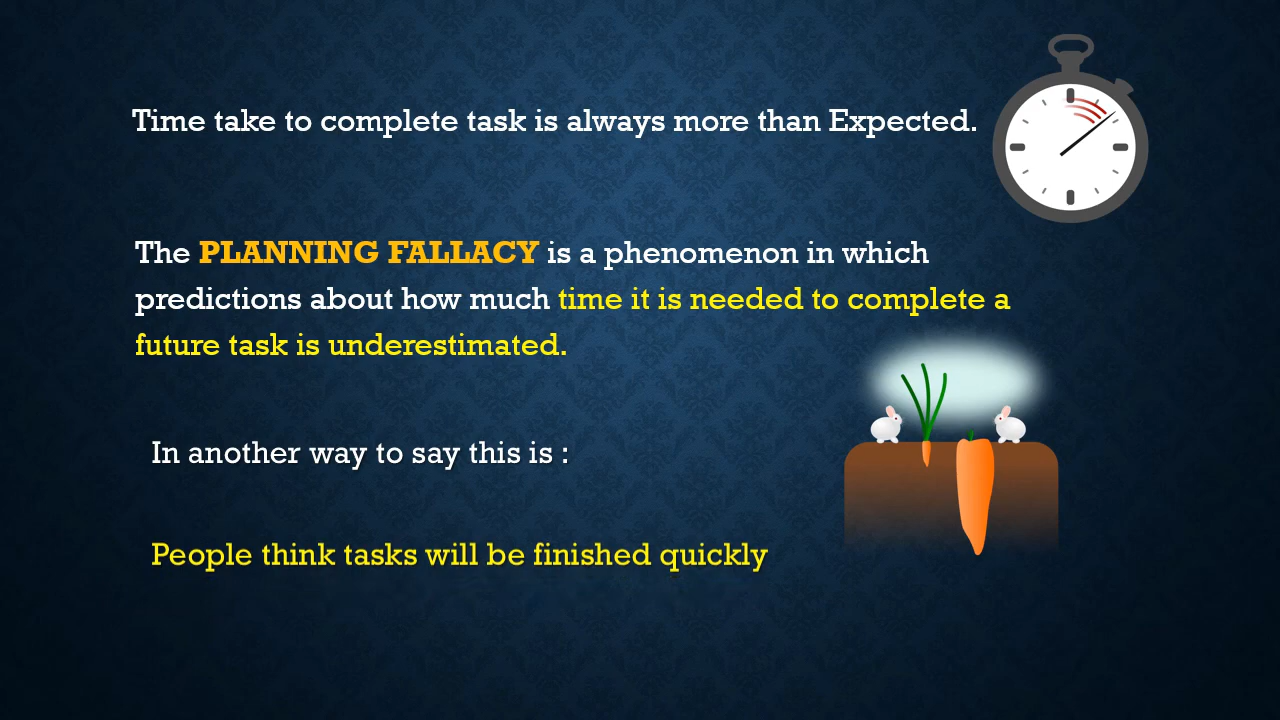 Time take to complete task is always more than Expected.
The PLANNING FALLACY is a phenomenon in which
predictions about how much time it is needed to complete a
future task is underestimated.
In another way to say this is :
People think tasks will be finished quickly